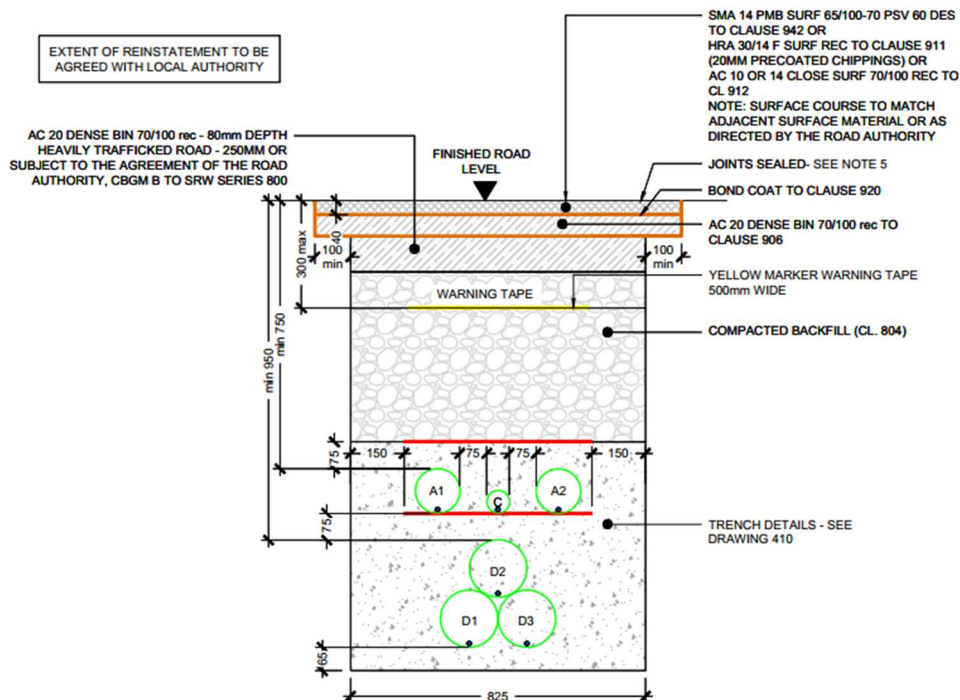 SMA 14 PMB SURF 65/100-70 PSV 60 DES
TO CLAUSE 942 OR
HRA 30/14 F SURF REC TO CLAUSE 911
(20MM PRECOATED CHIPPINGS) OR
AC 10 OR 14 CLOSE SURF 70/100 REC TO
CL 912
NOTE: SURFACE COURSE TO MATCH
ADJACENT SURFACE MATERIAL OR AS
DIRECTED BY THE ROAD AUTHORITY
EXTENT OF REINSTATEMENT TO BE
AGREED WITH LOCAL AUTHORITY
AC 20 DENSE BIN 70/100 rec - 80mm DEPTH
HEAVILY TRAFFICKED ROAD - 250MM OR
SUBJECT TO THE AGREEMENT OF THE ROAD
AUTHORITY, CBGM B TO SRW SERIES 800
FINISHED ROAD
LEVEL
JOINTS SEALED- SEE NOTE 5
BOND COAT TO CLAUSE 920
AC 20 DENSE BIN 70/100 rec TO
CLAUSE 906
300 max
40
100
min
100
min
YELLOW MARKER WARNING TAPE
500mm WIDE
WARNING TAPE
min 750
COMPACTED BACKFILL (CL. 804)
min 950
75
150
75
75
150
A1
C
A2
75
TRENCH DETAILS - SEE
DRAWING 410
D2
D1
D3
65
825